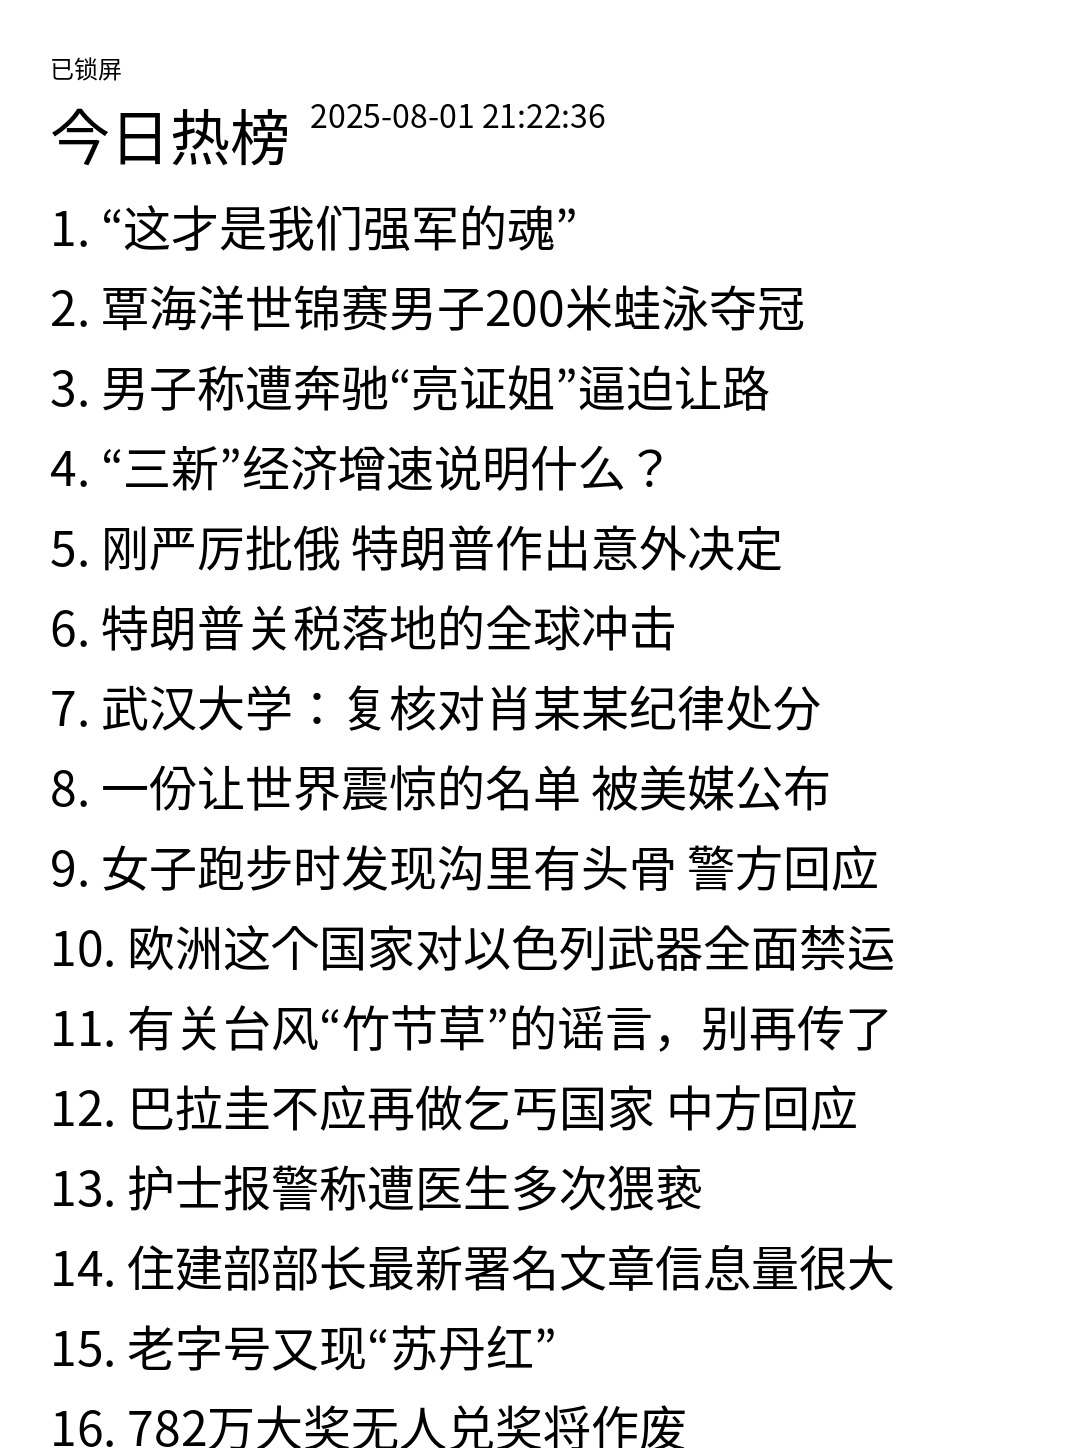 已锁屏
今日热榜 2025-08-01 21:22:36
1. “这才是我们强军的魂”
2. 覃海洋世锦赛男子200米蛙泳夺冠
3. 男子称遭奔驰“亮证姐”逼迫让路
4. “三新”经济增速说明什么？
5. 刚严厉批俄 特朗普作出意外决定
6. 特朗普关税落地的全球冲击
7. 武汉大学：复核对肖某某纪律处分
8. 一份让世界震惊的名单 被美媒公布
9. 女子跑步时发现沟里有头骨 警方回应
10. 欧洲这个国家对以色列武器全面禁运
11. 有关台风“竹节草”的谣言，别再传了
12. 巴拉圭不应再做乞丐国家 中方回应
13. 护士报警称遭医生多次猥亵
14. 住建部部长最新署名文章信息量很大
15. 老字号又现“苏丹红”
16. 782万大奖无人兑奖将作废